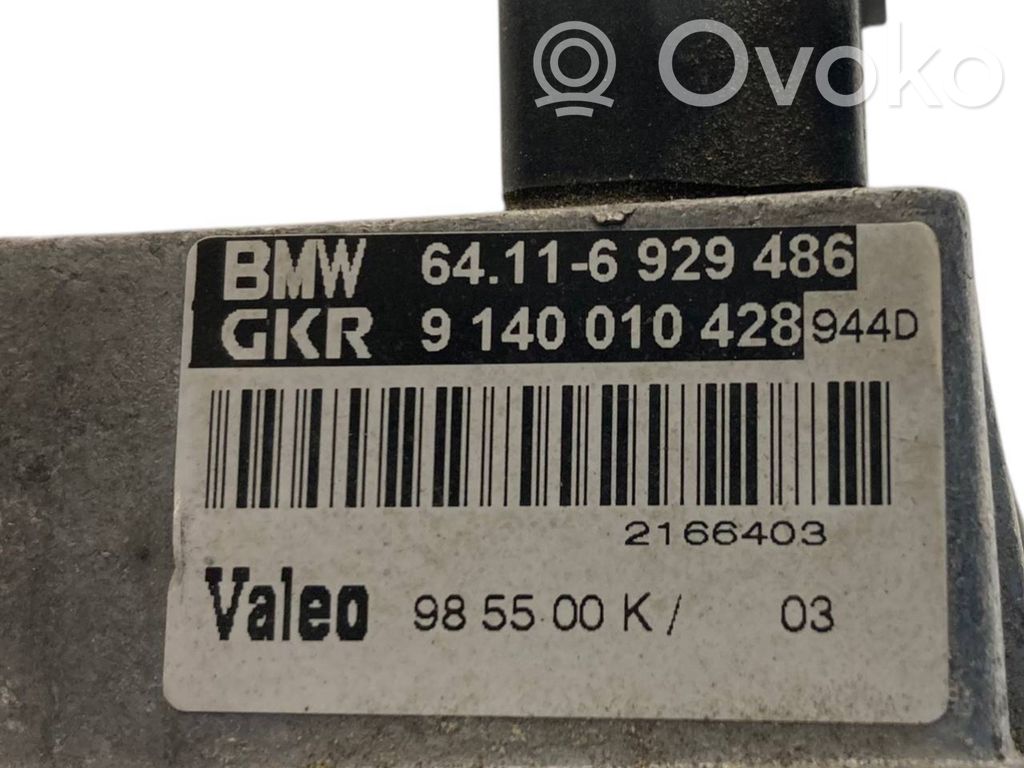 Ovoko
BMW 64.11-6 929 486
GKR 9 140 010 428 944D
2166403
Valeo 98 55 00 K / 03